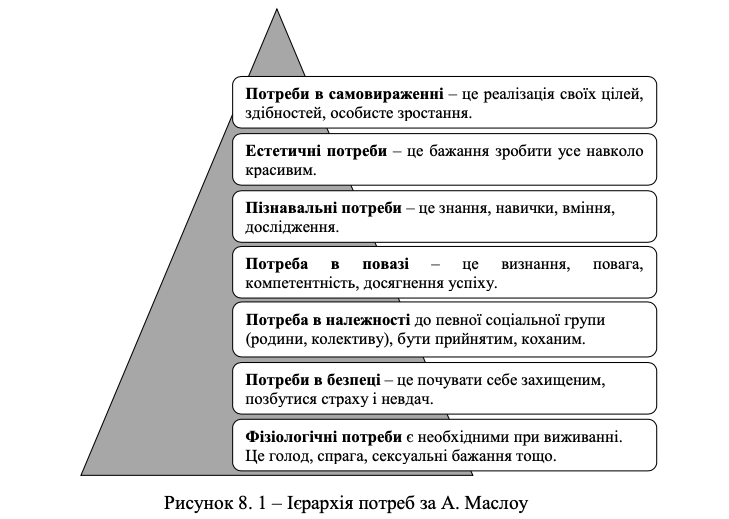 Потреби в самовираженні – це реалізація своїх цілей,
здібностей, особисте зростання.
Естетичні потреби – це бажання зробити усе навколо
красивим.
Пізнавальні потреби – це знання, навички, вміння,
дослідження.
Потреба в повазі – це визнання, повага,
компетентність, досягнення успіху.
Потреба в належності до певної соціальної групи
(родини, колективу), бути прийнятим, коханим.
Потреби в безпеці – це почувати себе захищеним,
позбутися страху і невдач.
Фізіологічні потреби є необхідними при виживанні.
Це голод, спрага, сексуальні бажання тощо.
Рисунок 8. 1 – Ієрархія потреб за А. Маслоу